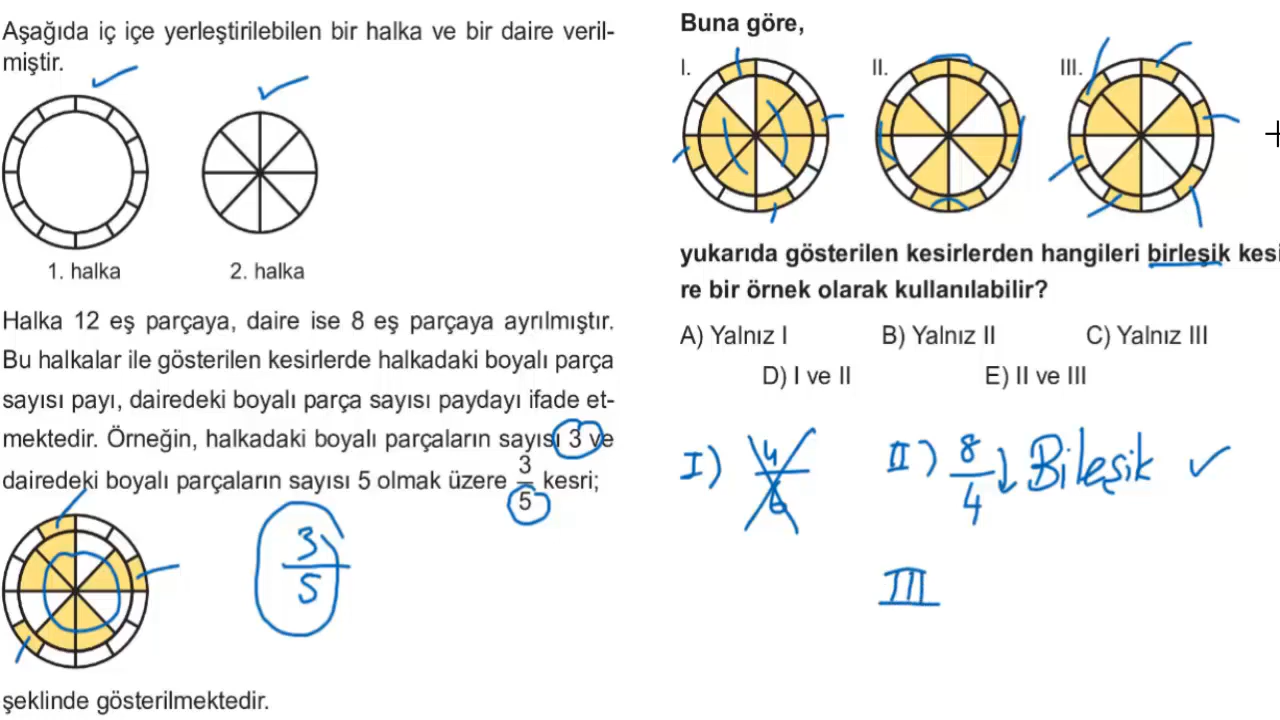 Aşağıda iç içe yerleştirilebilen bir halka ve bir daire veril-
miştir.
1. halka
2. halka
Halka 12 eş parçaya, daire ise 8 eş parçaya ayrılmıştır.
Bu halkalar ile gösterilen kesirlerde halkadaki boyalı parça
sayısı payı, dairedeki boyalı parça sayısı paydayı ifade et-
mektedir. Örneğin, halkadaki boyalı parçaların sayısı 3 ve
dairedeki boyalı parçaların sayısı 5 olmak üzere 3/5 kesri;
3/5
şeklinde gösterilmektedir.
Buna göre,
I.
II.
III.
yukarıda gösterilen kesirlerden hangileri birleşik kesi
re bir örnek olarak kullanılabilir?
A) Yalnız I
B) Yalnız II
C) Yalnız III
D) I ve II
E) II ve III
I) 4/6
II) 8/4 Bileşik
III